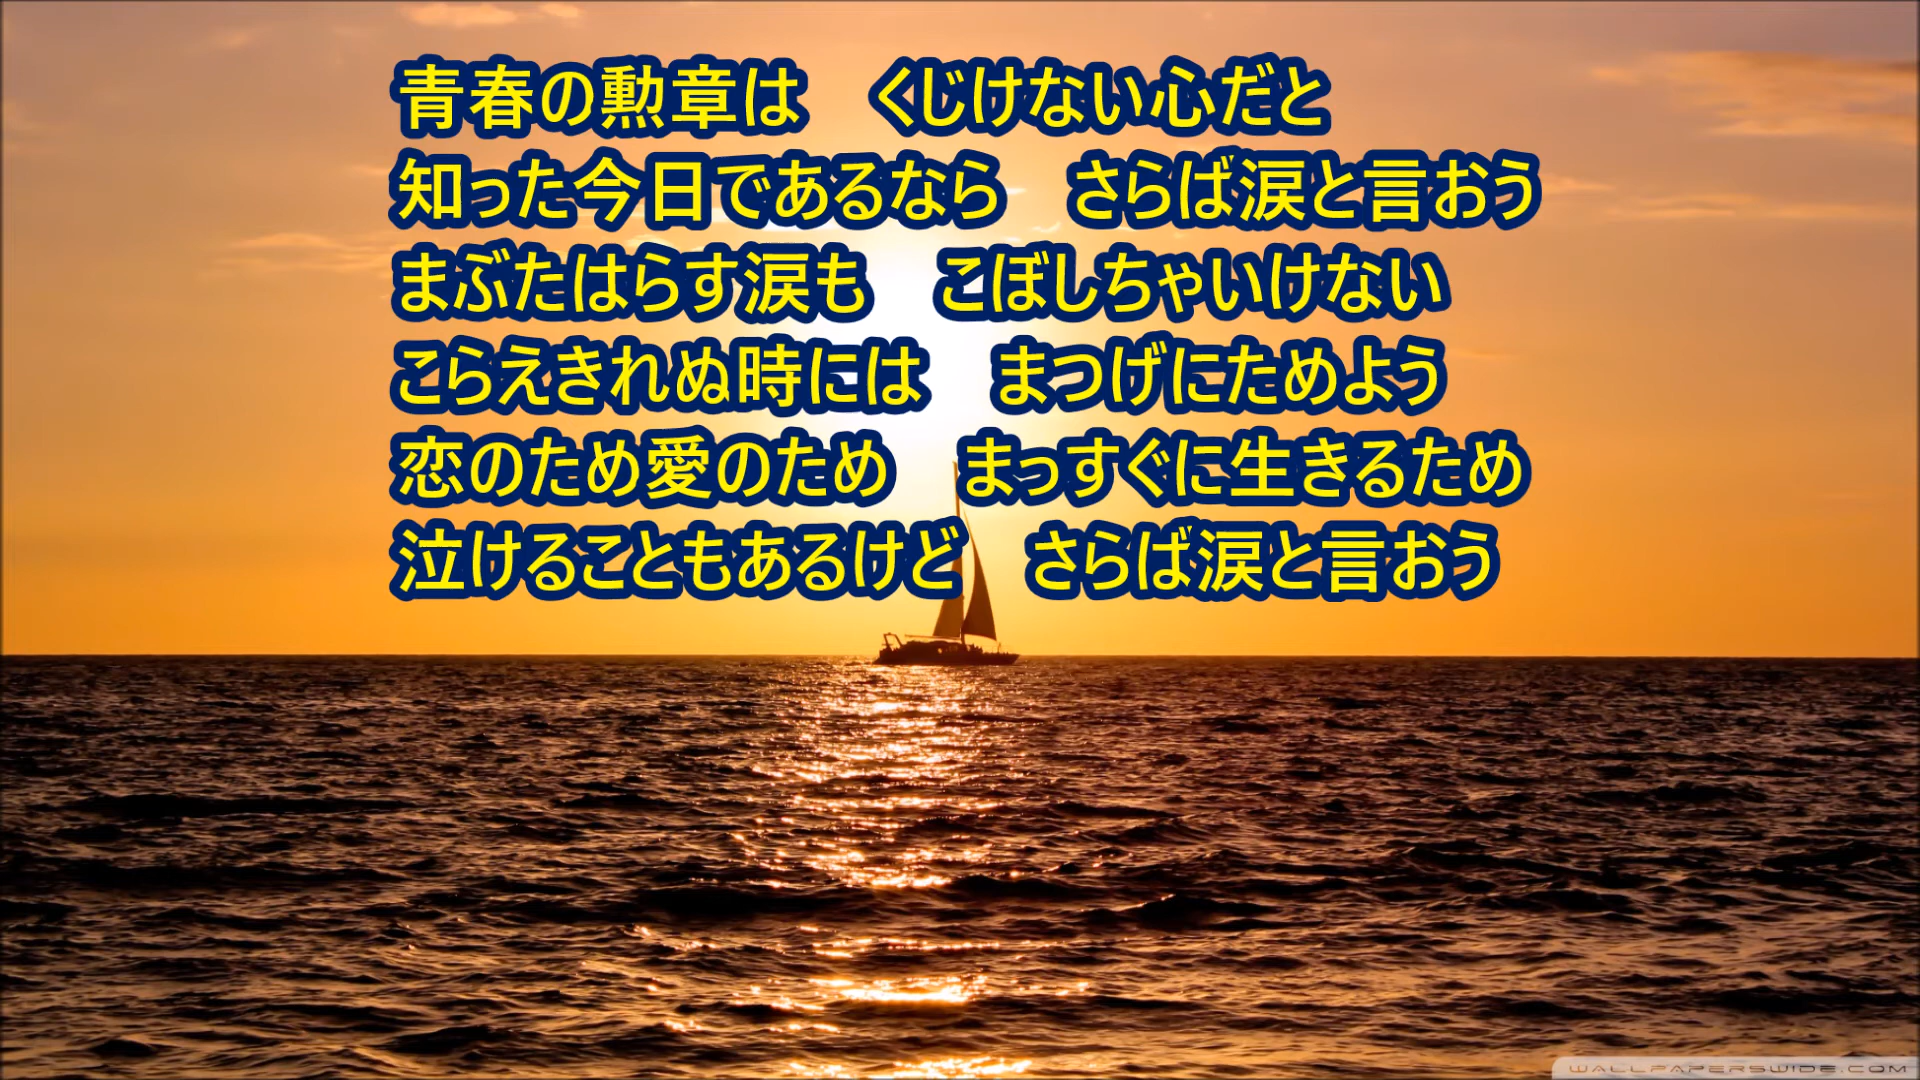 青春の勲章は　くじけない心だと
知った今日であるなら　さらば涙と言おう
まぶたはらす涙も　こぼしちゃいけない
こらえきれぬ時には　まつげにためよう
恋のため愛のため　まっすぐに生きるため
泣けることもあるけど　さらば涙と言おう
WALLPAPERSWIDE.COM